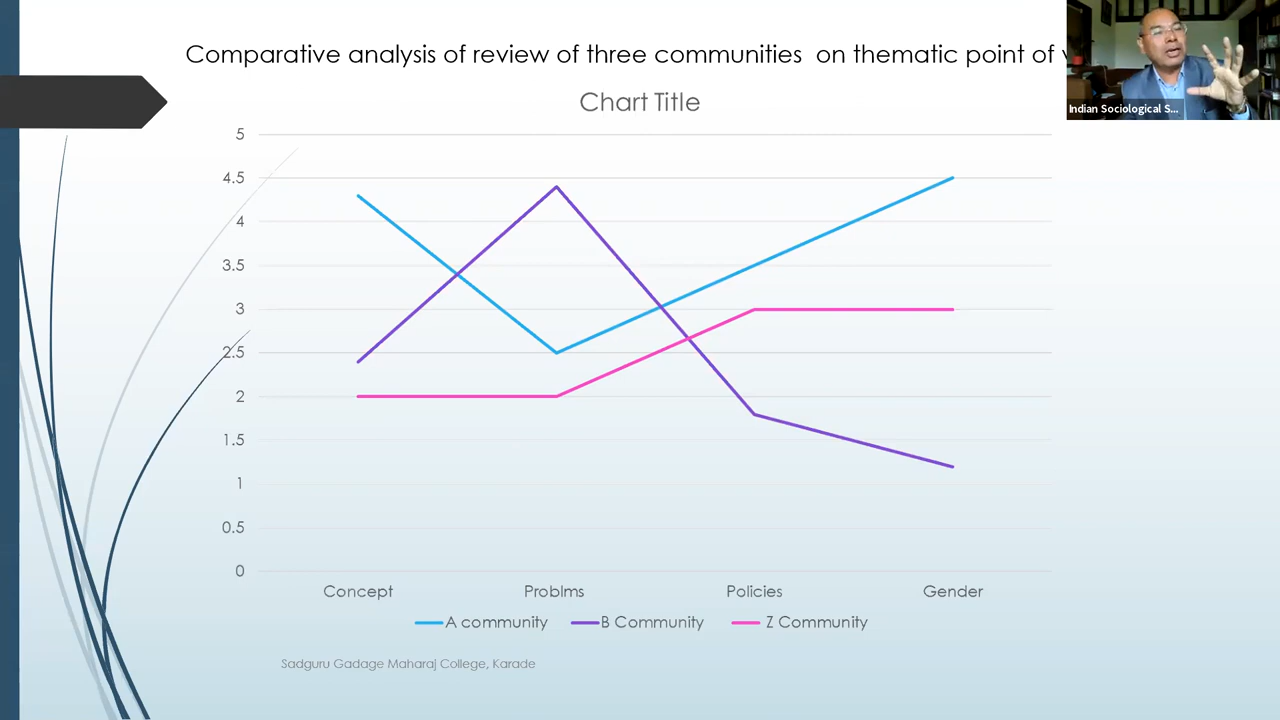 Comparative analysis of review of three communities on thematic point of
Indian Sociological S...
Chart Title
5
4.5
4
3.5
3
2.5
2
1.5
1
0.5
0
Concept Problms Policies Gender
A community B Community Z Community
Sadguru Gadage Maharaj College, Karade